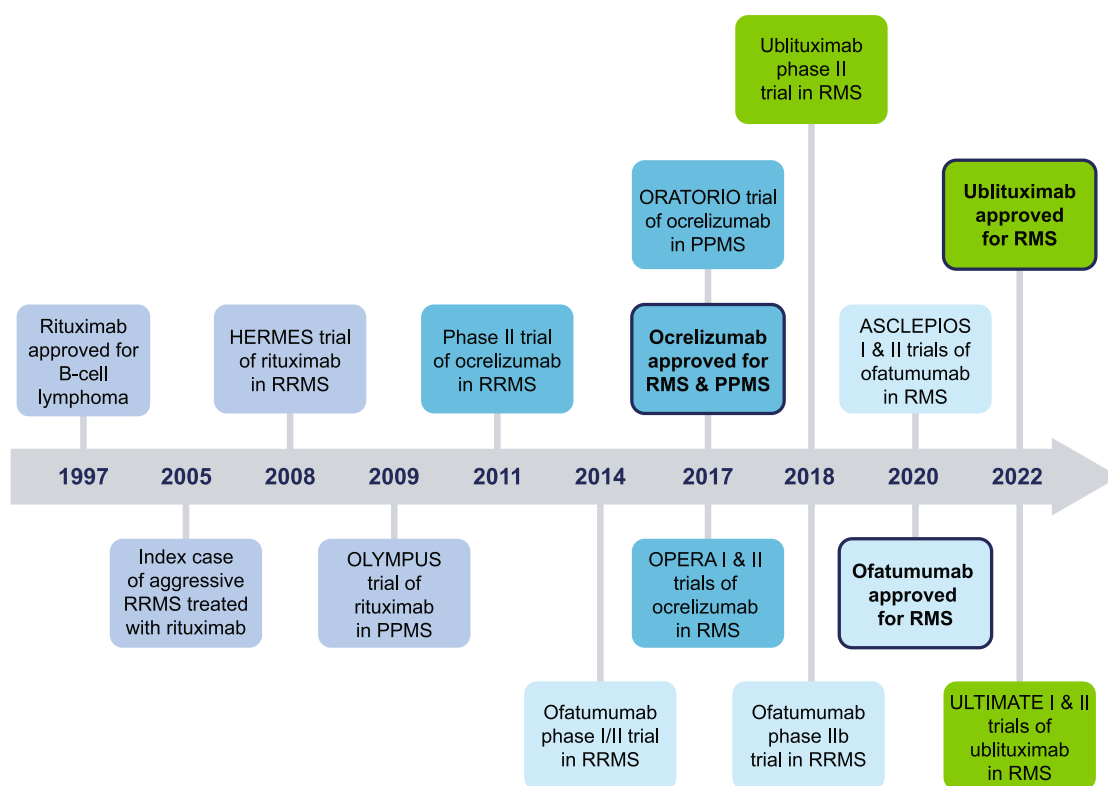 Ublituximab
phase II
trial in RMS
ORATORIO trial
of ocrelizumab
in PPMS
Ublituximab
approved
for RMS
Rituximab
approved for
B-cell
lymphoma
HERMES trial
of rituximab
in RRMS
Phase II trial
of ocrelizumab
in RRMS
Ocrelizumab
approved for
RMS & PPMS
ASCLEPIOS
I & II trials of
ofatumumab
in RMS
1997 2005 2008 2009 2011 2014 2017 2018 2020 2022
Index case
of aggressive
RRMS treated
with rituximab
OLYMPUS
trial of
rituximab
in PPMS
OPERA I & II
trials of
ocrelizumab
in RMS
Ofatumumab
approved
for RMS
Ofatumumab
phase I/II trial
in RRMS
Ofatumumab
phase IIb
trial in RRMS
ULTIMATE I & II
trials of
ublituximab
in RMS